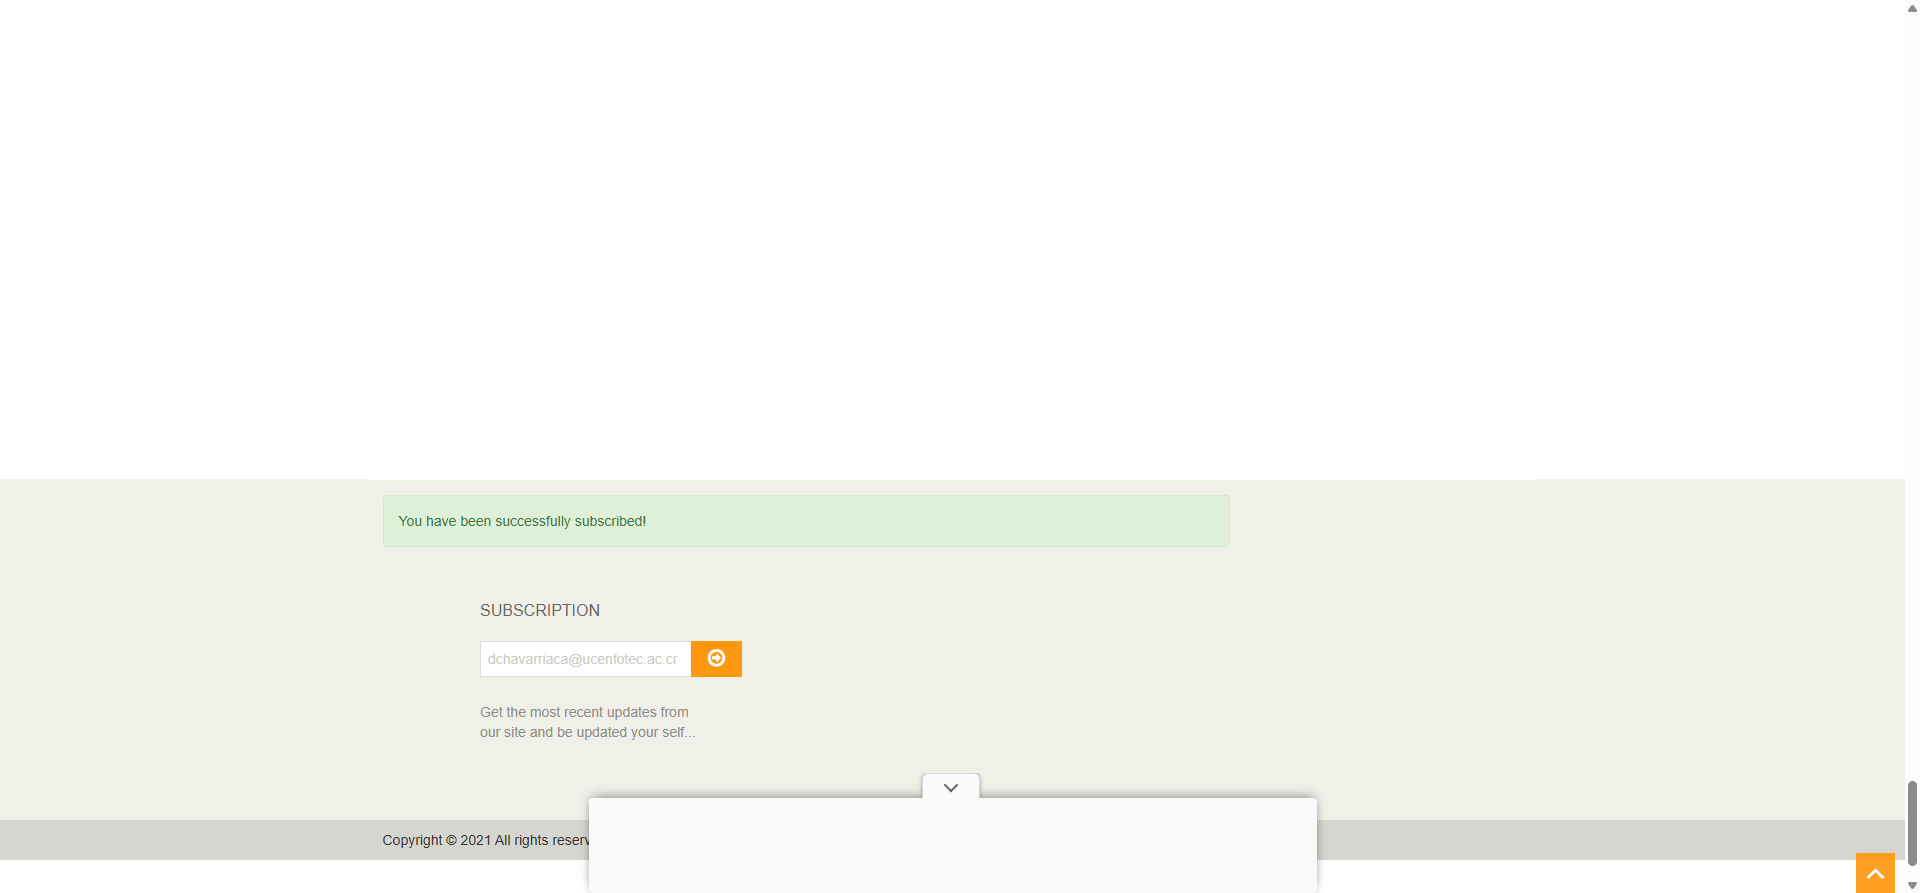 You have been successfully subscribed!
SUBSCRIPTION
dchavarriaca@ucenfotec.ac.cr
Get the most recent updates from
our site and be updated your self...
Copyright © 2021 All rights reserv